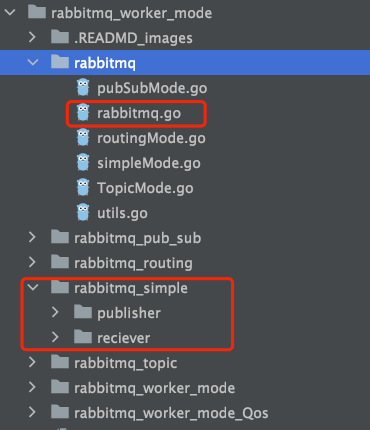 rabbitmq_worker_mode
.READMD_images
rabbitmq
pubSubMode.go
rabbitmq.go
routingMode.go
simpleMode.go
TopicMode.go
utils.go
rabbitmq_pub_sub
rabbitmq_routing
rabbitmq_simple
publisher
reciever
rabbitmq_topic
rabbitmq_worker_mode
rabbitmq_worker_mode_Qos